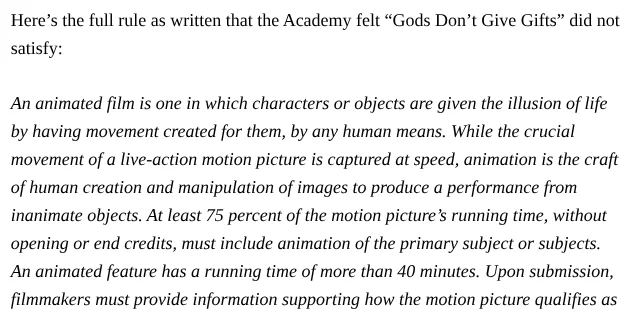 Here’s the full rule as written that the Academy felt “Gods Don’t Give Gifts” did not
satisfy:
An animated film is one in which characters or objects are given the illusion of life
by having movement created for them, by any human means. While the crucial
movement of a live-action motion picture is captured at speed, animation is the craft
of human creation and manipulation of images to produce a performance from
inanimate objects. At least 75 percent of the motion picture’s running time, without
opening or end credits, must include animation of the primary subject or subjects.
An animated feature has a running time of more than 40 minutes. Upon submission,
filmmakers must provide information supporting how the motion picture qualifies as